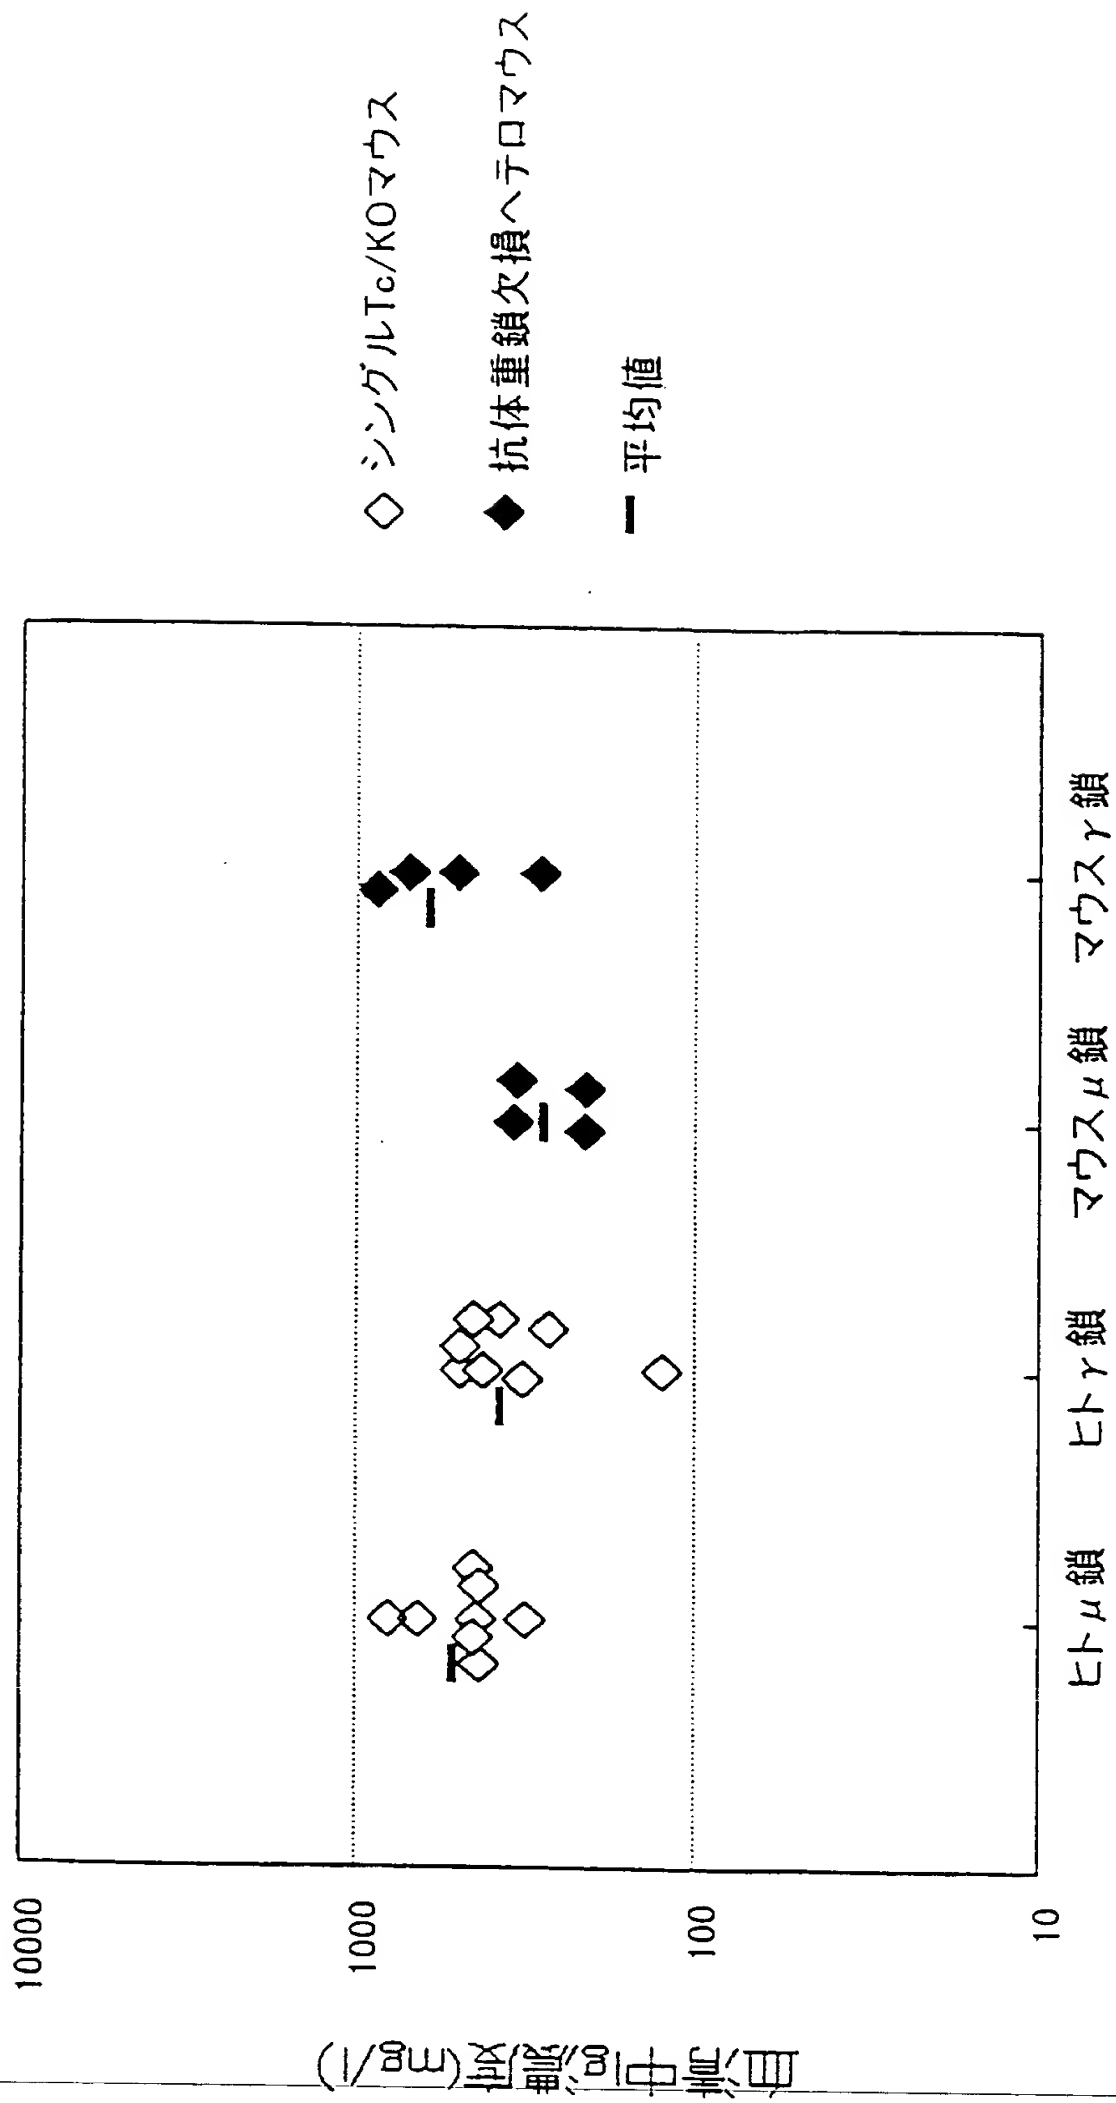 血清中Ig濃度(mg/l)
10000
1000
100
10
ヒトμ鎖
ヒトγ鎖
マウスμ鎖
マウスγ鎖
シングルTc/KOマウス
抗体重鎖欠損ヘテロマウス
平均値